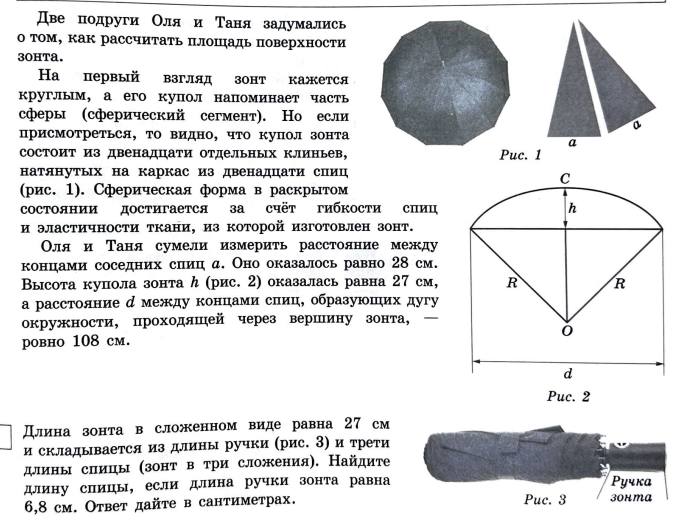 Две подруги Оля и Таня задумались
о том, как рассчитать площадь поверхности
зонта.
На первый взгляд зонт кажется
круглым, а его купол напоминает часть
сферы (сферический сегмент). Но если
присмотреться, то видно, что купол зонта
состоит из двенадцати отдельных клиньев,
натянутых на каркас из двенадцати спиц
(рис. 1). Сферическая форма в раскрытом
состоянии достигается за счёт гибкости спиц
и эластичности ткани, из которой изготовлен зонт.
Оля и Таня сумели измерить расстояние между
концами соседних спиц a. Оно оказалось равно 28 см.
Высота купола зонта h (рис. 2) оказалась равна 27 см,
а расстояние d между концами спиц, образующих дугу
окружности, проходящей через вершину зонта, —
ровно 108 см.
a
a
Рис. 1
C
h
R
R
O
d
Рис. 2
Длина зонта в сложенном виде равна 27 см
и складывается из длины ручки (рис. 3) и трети
длины спицы (зонт в три сложения). Найдите
длину спицы, если длина ручки зонта равна
6,8 см. Ответ дайте в сантиметрах.
Рис. 3
Ручка
зонта